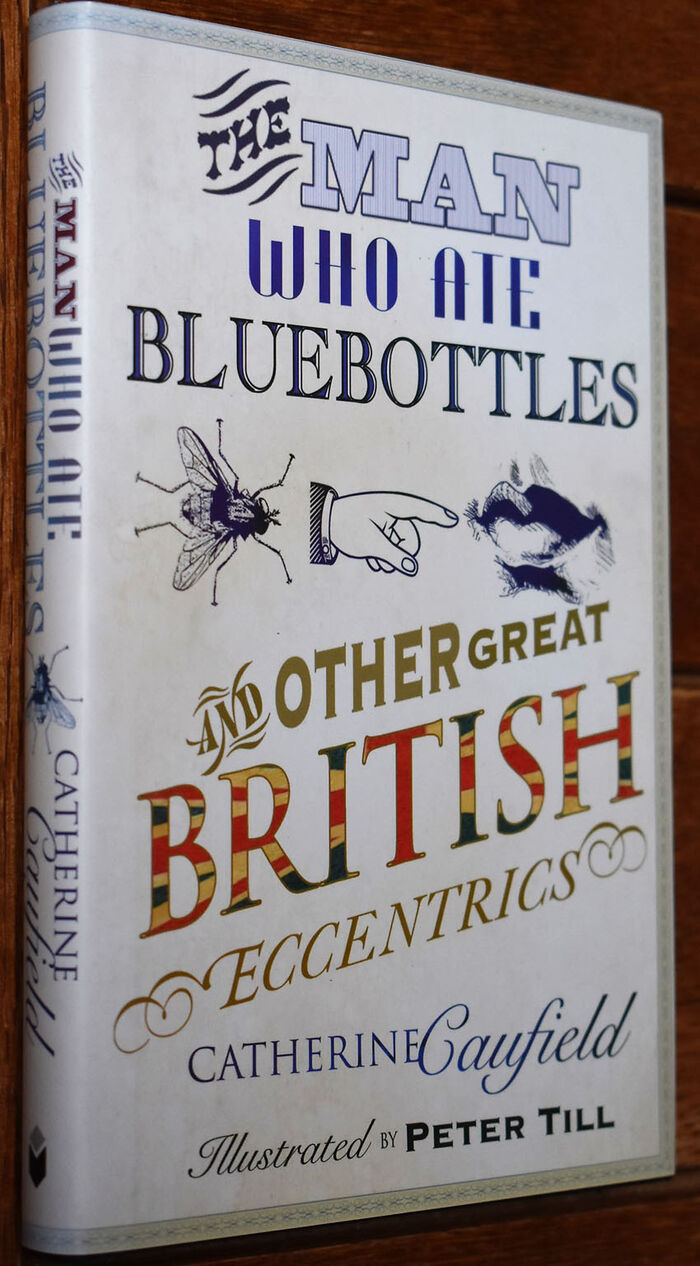 THE MAN
WHO ATE
BLUEBOTTLES
AND OTHER GREAT
BRITISH
ECCENTRICS
CATHERINE Caufield
Illustrated BY PETER TILL
THE MAN WHO ATE
BLUEBOTTLES
CATHERINE Caufield